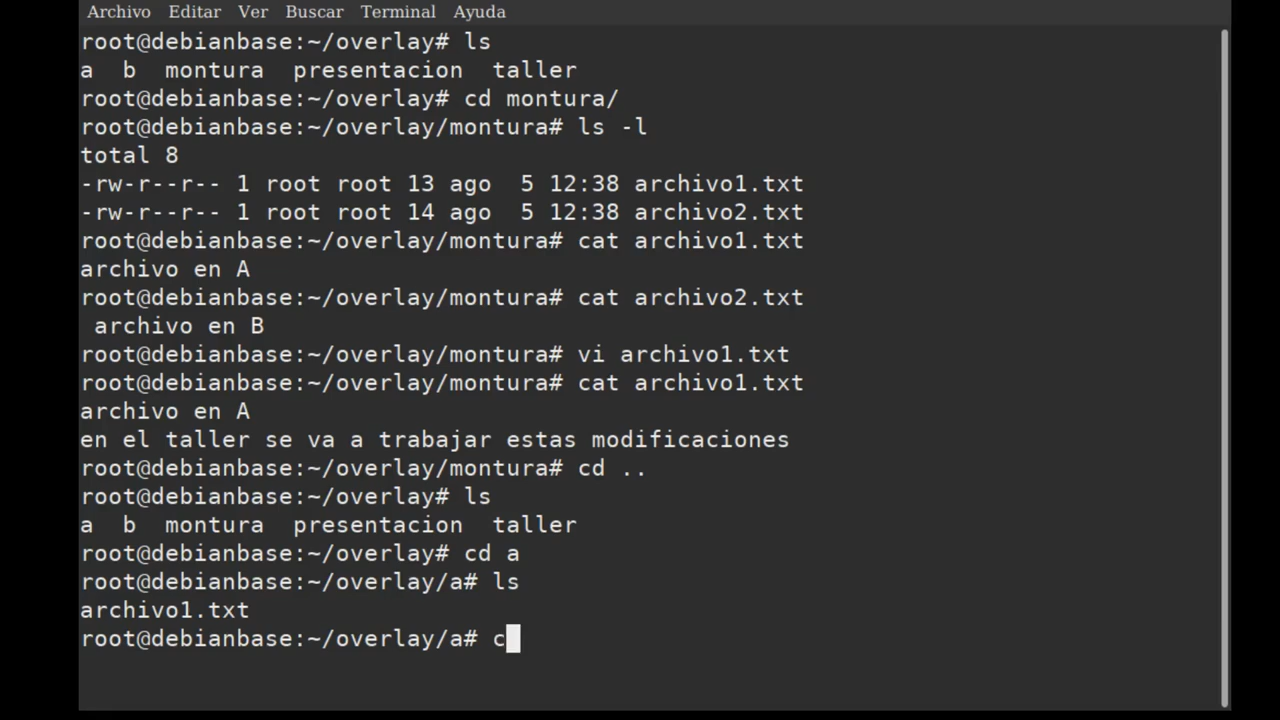 Archivo Editar Ver Buscar Terminal Ayuda
root@debianbase:~/overlay# ls
a  b  montura  presentacion  taller
root@debianbase:~/overlay# cd montura/
root@debianbase:~/overlay/montura# ls -l
total 8
-rw-r--r-- 1 root root 13 ago  5 12:38 archivo1.txt
-rw-r--r-- 1 root root 14 ago  5 12:38 archivo2.txt
root@debianbase:~/overlay/montura# cat archivo1.txt
archivo en A
root@debianbase:~/overlay/montura# cat archivo2.txt
 archivo en B
root@debianbase:~/overlay/montura# vi archivo1.txt
root@debianbase:~/overlay/montura# cat archivo1.txt
archivo en A
en el taller se va a trabajar estas modificaciones
root@debianbase:~/overlay/montura# cd ..
root@debianbase:~/overlay# ls
a  b  montura  presentacion  taller
root@debianbase:~/overlay# cd a
root@debianbase:~/overlay/a# ls
archivo1.txt
root@debianbase:~/overlay/a# c